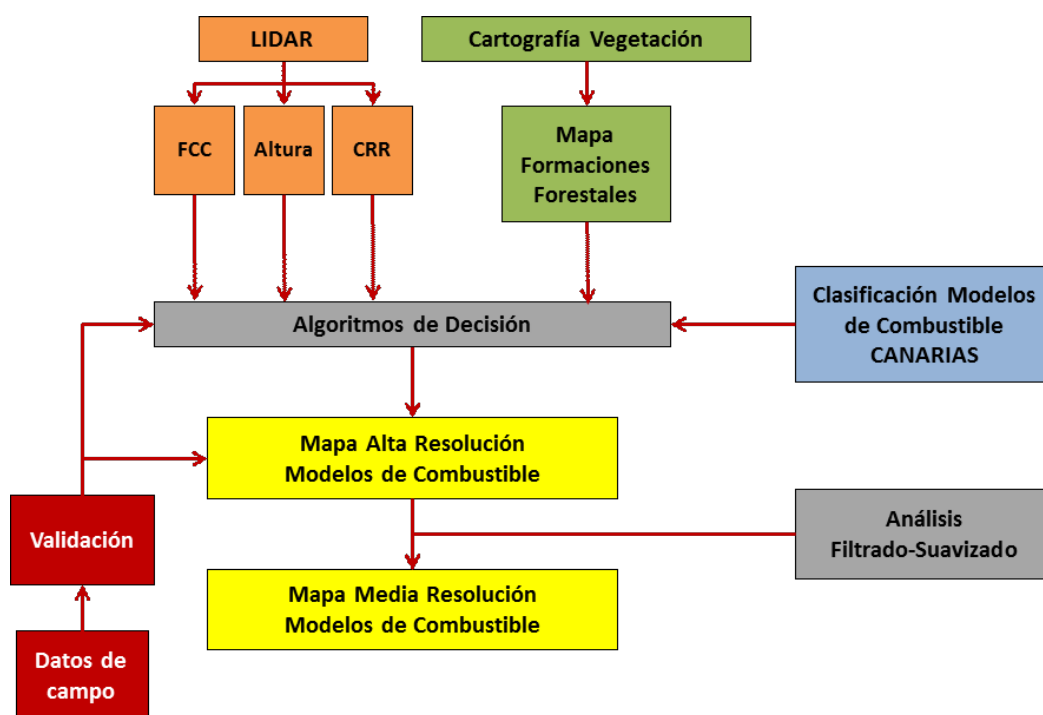 LIDAR
Cartografía Vegetación
FCC
Altura
CRR
Mapa
Formaciones
Forestales
Clasificación Modelos
de Combustible
CANARIAS
Algoritmos de Decisión
Mapa Alta Resolución
Modelos de Combustible
Validación
Análisis
Filtrado-Suavizado
Mapa Media Resolución
Modelos de Combustible
Datos de
campo